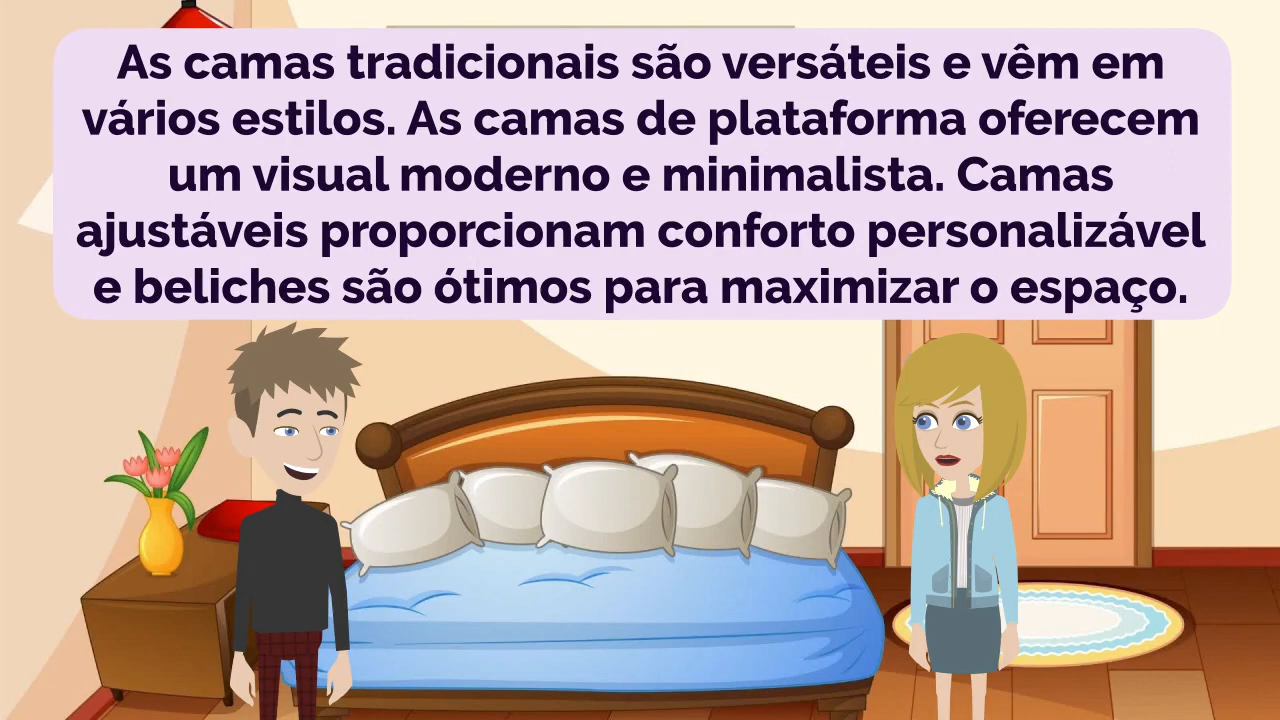 As camas tradicionais são versáteis e vêm em
vários estilos. As camas de plataforma oferecem
um visual moderno e minimalista. Camas
ajustáveis proporcionam conforto personalizável
e beliches são ótimos para maximizar o espaço.